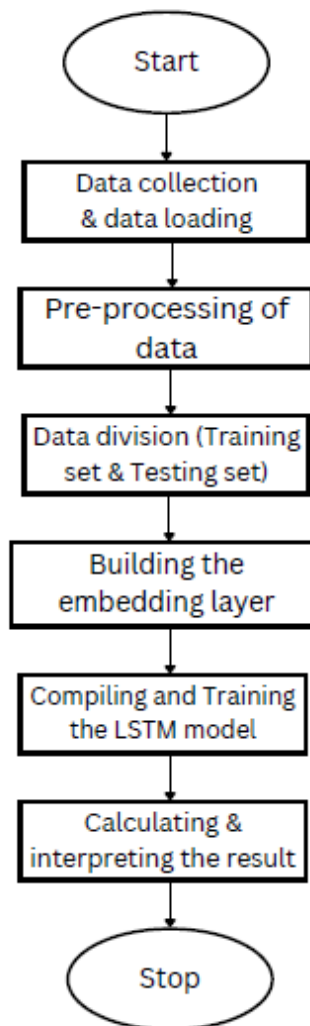 Start
Data collection
& data loading
Pre-processing of
data
Data division (Training
set & Testing set)
Building the
embedding layer
Compiling and Training
the LSTM model
Calculating &
interpreting the result
Stop